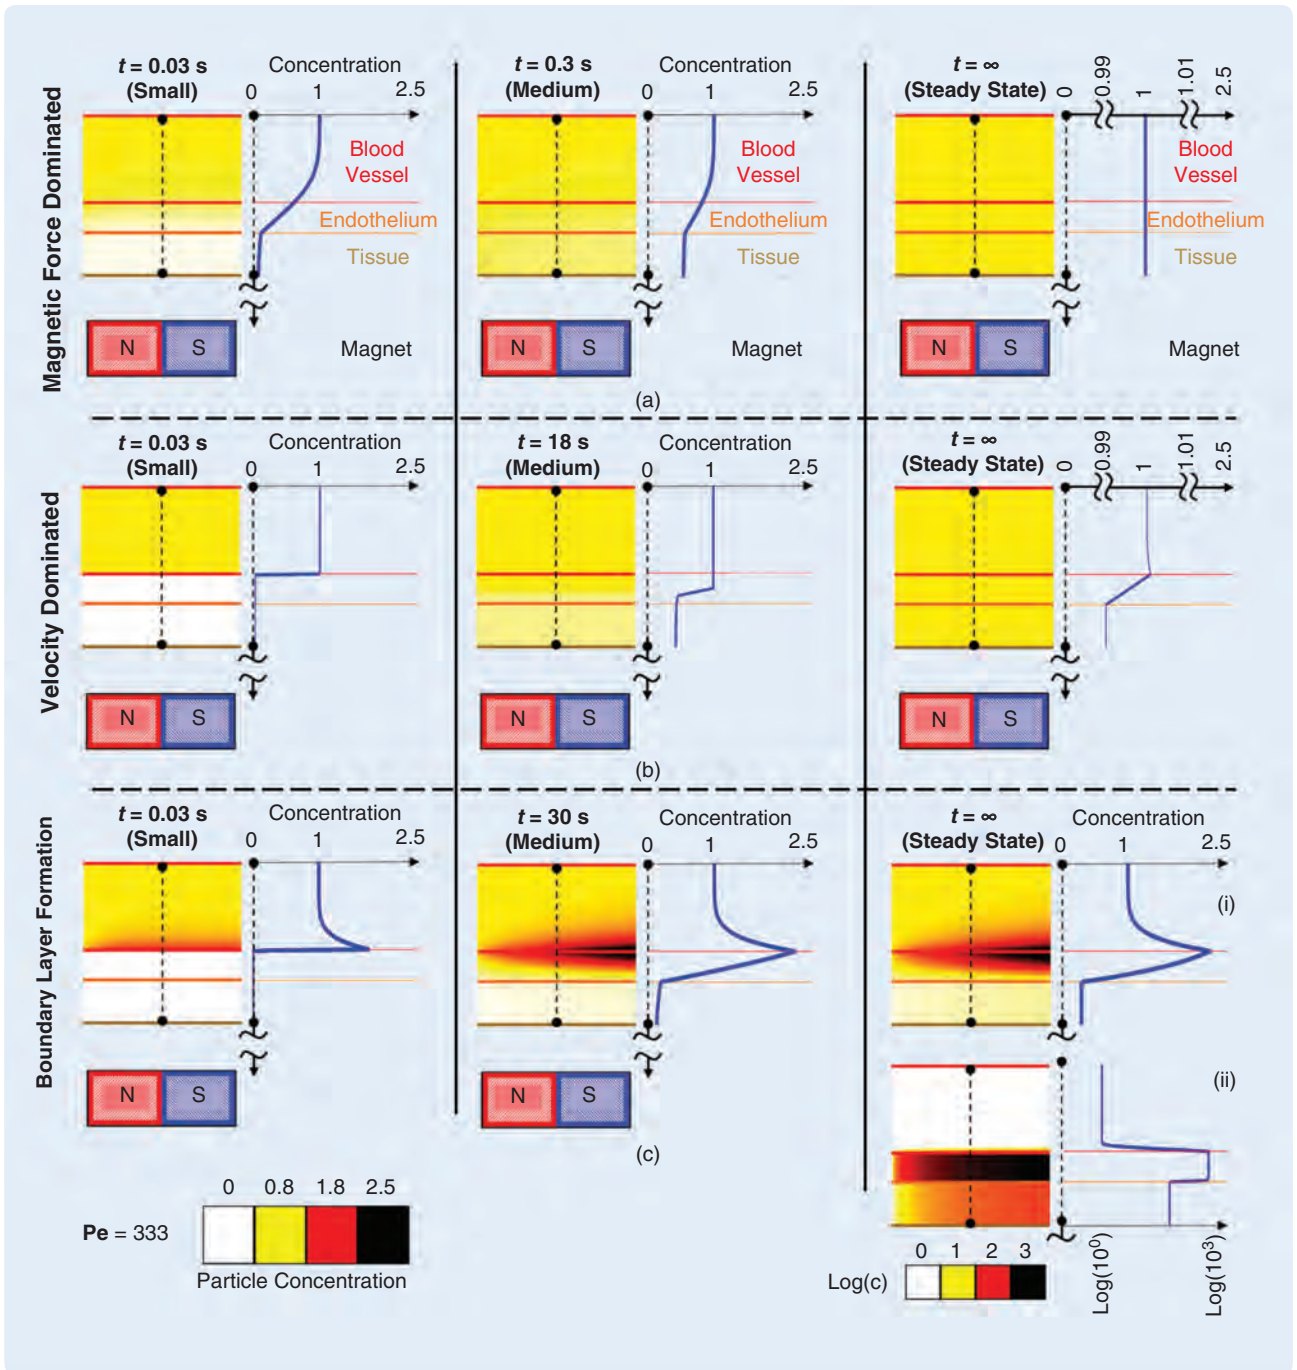 Magnetic Force Dominated
t = 0.03 s
(Small)
Concentration
0 1 2.5
Blood
Vessel
Endothelium
Tissue
N S
Magnet
t = 0.3 s
(Medium)
Concentration
0 1 2.5
Blood
Vessel
Endothelium
Tissue
N S
Magnet
t = ∞
(Steady State)
0 0.99 1 1.01 2.5
Blood
Vessel
Endothelium
Tissue
N S
Magnet
(a)
Velocity Dominated
t = 0.03 s
(Small)
Concentration
0 1 2.5
N S
t = 18 s
(Medium)
Concentration
0 1 2.5
N S
t = ∞
(Steady State)
0 0.99 1 1.01 2.5
N S
(b)
Boundary Layer Formation
t = 0.03 s
(Small)
Concentration
0 1 2.5
N S
t = 30 s
(Medium)
Concentration
0 1 2.5
N S
t = ∞
(Steady State)
Concentration
0 1 2.5
(i)
(ii)
(c)
Pe = 333
0 0.8 1.8 2.5
Particle Concentration
Log(c)
0 1 2 3
Log(10⁰)
Log(10³)